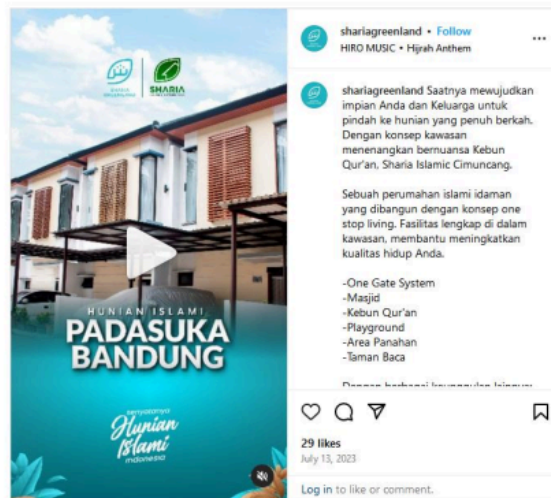 SHARIA
HUNIAN ISLAMI
PADASUKA
BANDUNG
senyatanya
Hunian
Islami
indonesia
shariagreenland • Follow
HIRO MUSIC • Hijrah Anthem
shariagreenland Saatnya mewujudkan
impian Anda dan Keluarga untuk
pindah ke hunian yang penuh berkah.
Dengan konsep kawasan
menenangkan bernuansa Kebun
Qur'an, Sharia Islamic Cimuncang.
Sebuah perumahan islami idaman
yang dibangun dengan konsep one
stop living. Fasilitas lengkap di dalam
kawasan, membantu meningkatkan
kualitas hidup Anda.
-One Gate System
-Masjid
-Kebun Qur'an
-Playground
-Area Panahan
-Taman Baca
29 likes
July 13, 2023
Log in to like or comment.